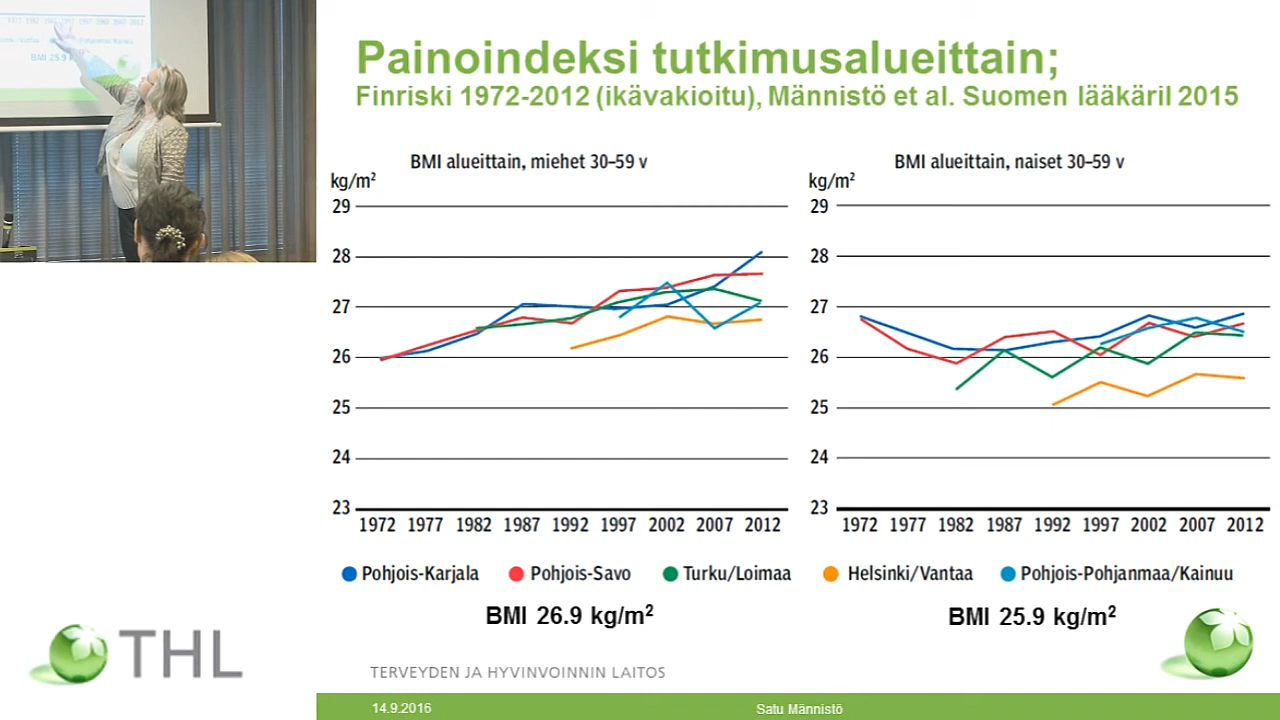 Painoindeksi tutkimusalueittain;
Finriski 1972-2012 (ikävakioitu), Männistö et al. Suomen lääkäril 2015
BMI alueittain, miehet 30–59 v
kg/m²
29
28
27
26
25
24
23
1972 1977 1982 1987 1992 1997 2002 2007 2012
BMI alueittain, naiset 30–59 v
kg/m²
29
28
27
26
25
24
23
1972 1977 1982 1987 1992 1997 2002 2007 2012
Pohjois-Karjala Pohjois-Savo Turku/Loimaa Helsinki/Vantaa Pohjois-Pohjanmaa/Kainuu
BMI 26.9 kg/m²
BMI 25.9 kg/m²
THL
TERVEYDEN JA HYVINVOINNIN LAITOS
14.9.2016
Satu Männistö